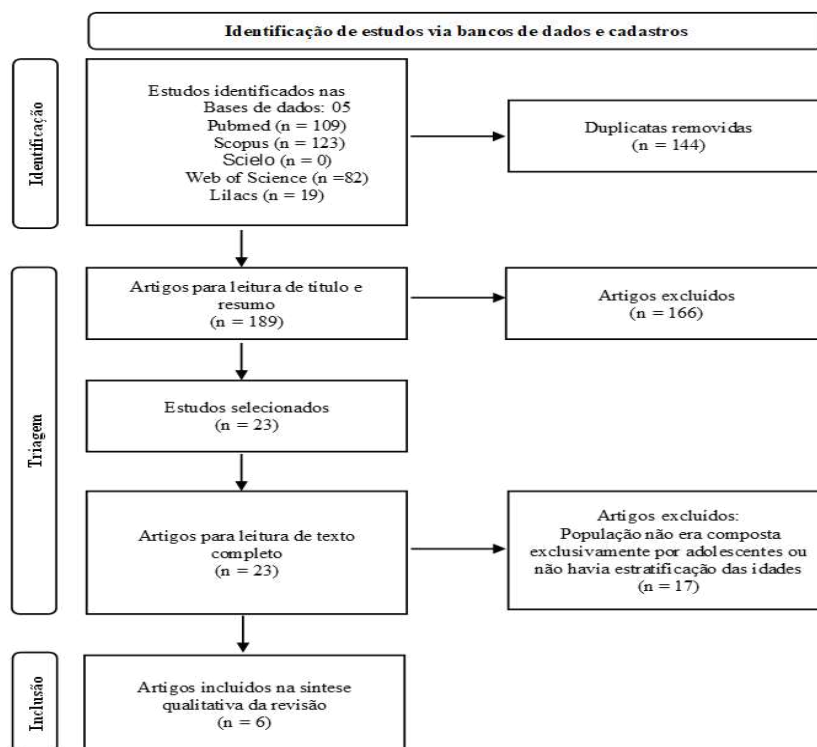 Identificação de estudos via bancos de dados e cadastros
Identificação
Estudos identificados nas
Bases de dados: 05
Pubmed (n = 109)
Scopus (n = 123)
Scielo (n = 0)
Web of Science (n =82)
Lilacs (n = 19)
Duplicatas removidas
(n = 144)
Triagem
Artigos para leitura de título e
resumo
(n = 189)
Artigos excluídos
(n = 166)
Estudos selecionados
(n = 23)
Artigos para leitura de texto
completo
(n = 23)
Artigos excluídos:
População não era composta
exclusivamente por adolescentes ou
não havia estratificação das idades
(n = 17)
Inclusão
Artigos incluídos na síntese
qualitativa da revisão
(n = 6)